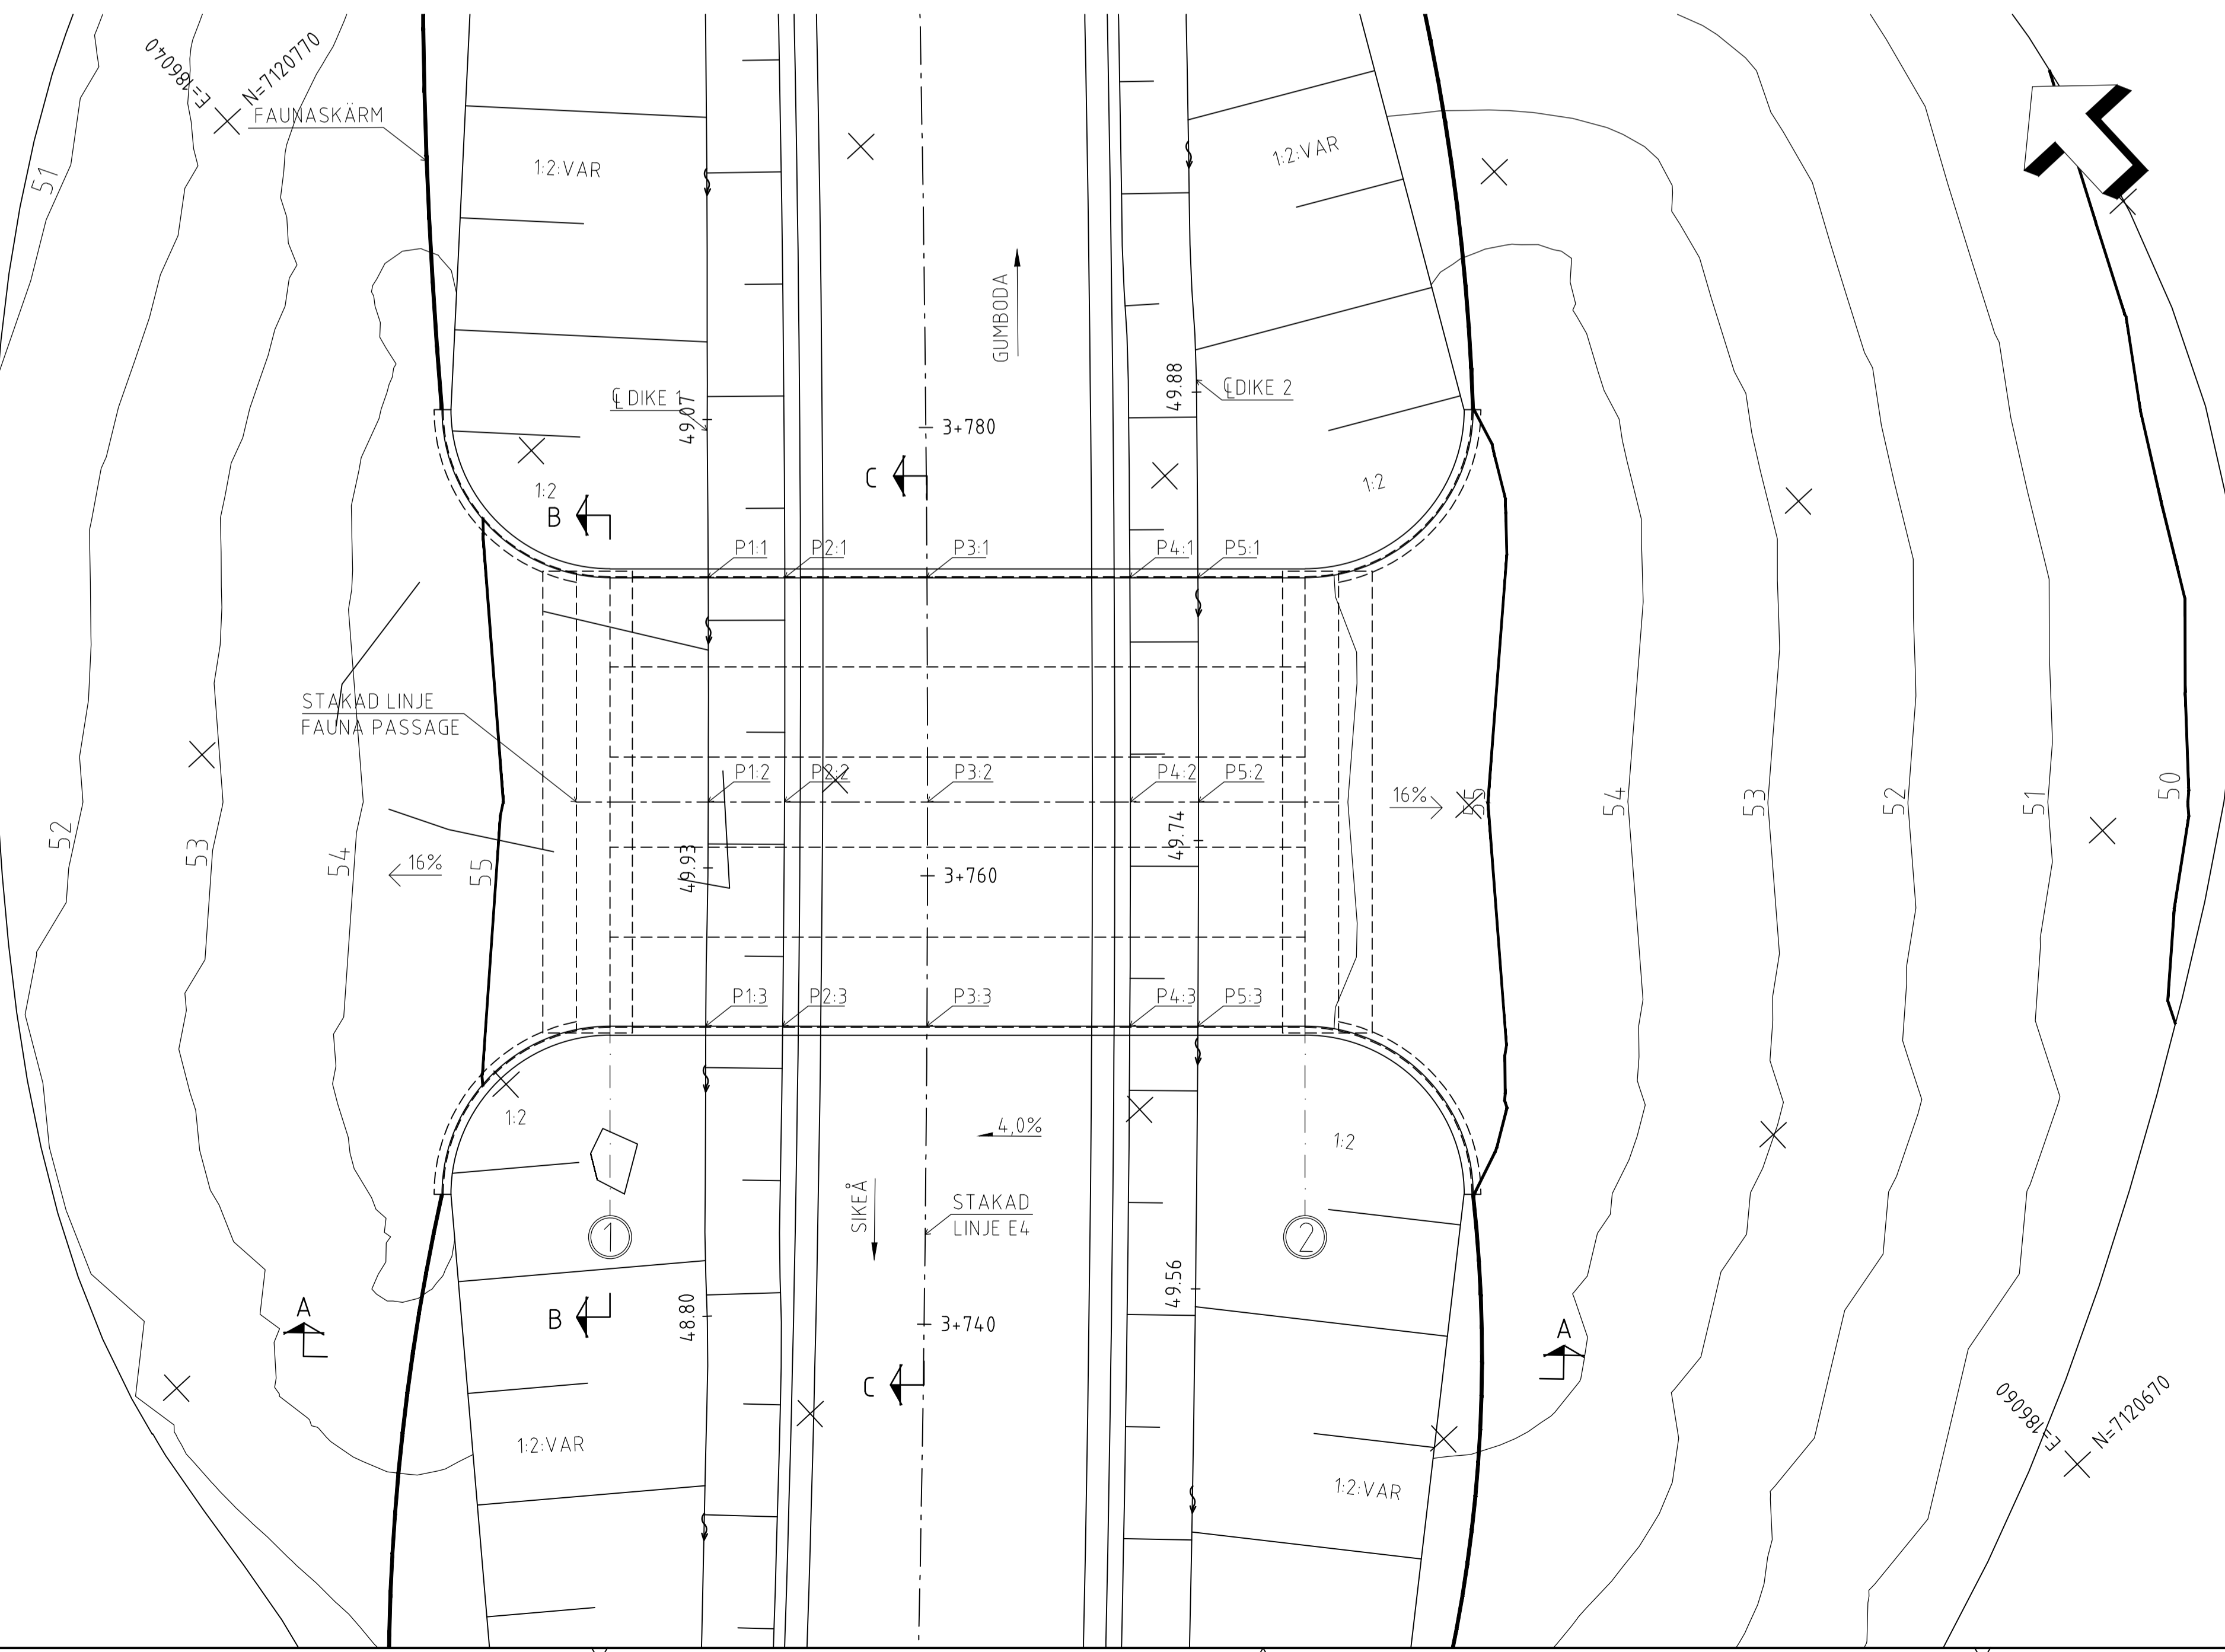 E=186040
N=7120770
FAUNASKÄRM
51
1:2:VAR
1:2:VAR
GUMBODA
℄ DIKE 1
49.07
49.88
℄ DIKE 2
3+780
C
1:2
B
1:2
P1:1
P2:1
P3:1
P4:1
P5:1
STAKAD LINJE
FAUNA PASSAGE
P1:2
P2:2
P3:2
P4:2
P5:2
52
53
54
16%
55
49.93
3+760
49.74
16%
55
54
53
52
51
50
P1:3
P2:3
P3:3
P4:3
P5:3
1:2
4,0%
1:2
SIKEÅ
STAKAD
LINJE E4
1
2
A
B
48.80
3+740
49.56
A
C
1:2:VAR
1:2:VAR
E=186060
N=7120670